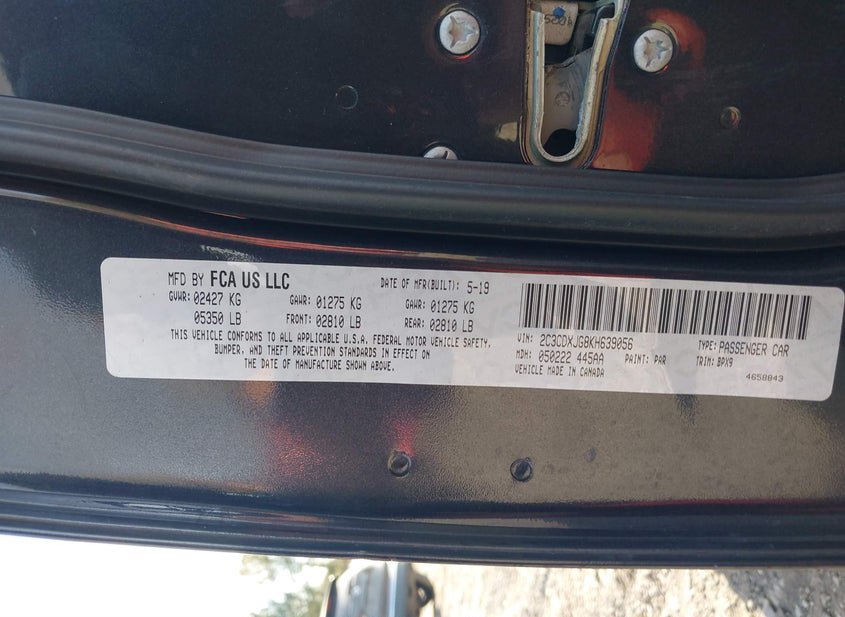 MFD BY FCA US LLC DATE OF MFR(BUILT): 5-19
GVWR: 02427 KG GAWR: 01275 KG GAWR: 01275 KG
05350 LB FRONT: 02810 LB REAR: 02810 LB
THIS VEHICLE CONFORMS TO ALL APPLICABLE U.S.A. FEDERAL MOTOR VEHICLE SAFETY,
BUMPER, AND THEFT PREVENTION STANDARDS IN EFFECT ON
THE DATE OF MANUFACTURE SHOWN ABOVE.
VIN: 2C3CDXJG8KH639056 TYPE: PASSENGER CAR
MDH: 050222 445AA PAINT: PAR TRIM: BPX9
VEHICLE MADE IN CANADA 4658843